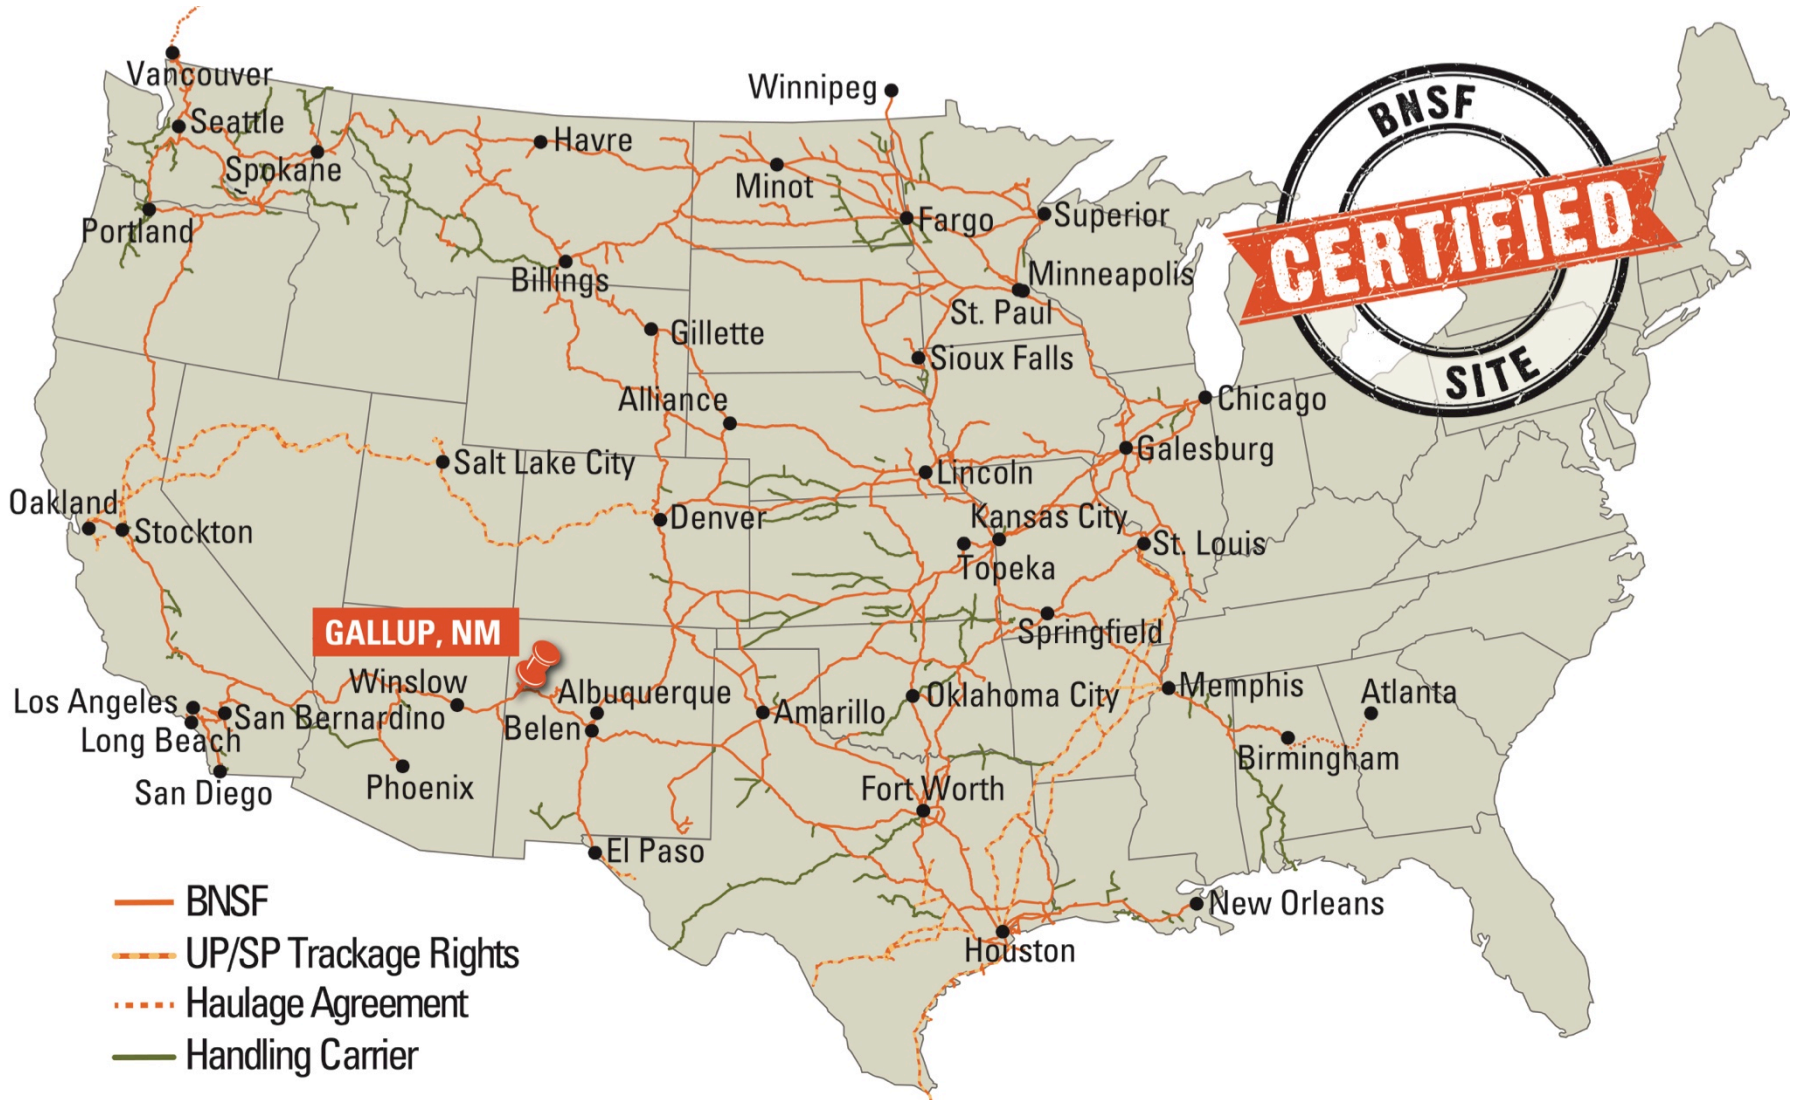 Vancouver
Winnipeg
Seattle
Havre
Spokane
Minot
Portland
Fargo
Superior
BNSF
CERTIFIED
SITE
Billings
Minneapolis
St. Paul
Gillette
Sioux Falls
Alliance
Chicago
Galesburg
Salt Lake City
Lincoln
Oakland
Stockton
Denver
Kansas City
St. Louis
Topeka
GALLUP, NM
Springfield
Winslow
Albuquerque
Los Angeles
San Bernardino
Belen
Amarillo
Oklahoma City
Memphis
Atlanta
Long Beach
Birmingham
San Diego
Phoenix
Fort Worth
El Paso
New Orleans
Houston
BNSF
UP/SP Trackage Rights
Haulage Agreement
Handling Carrier